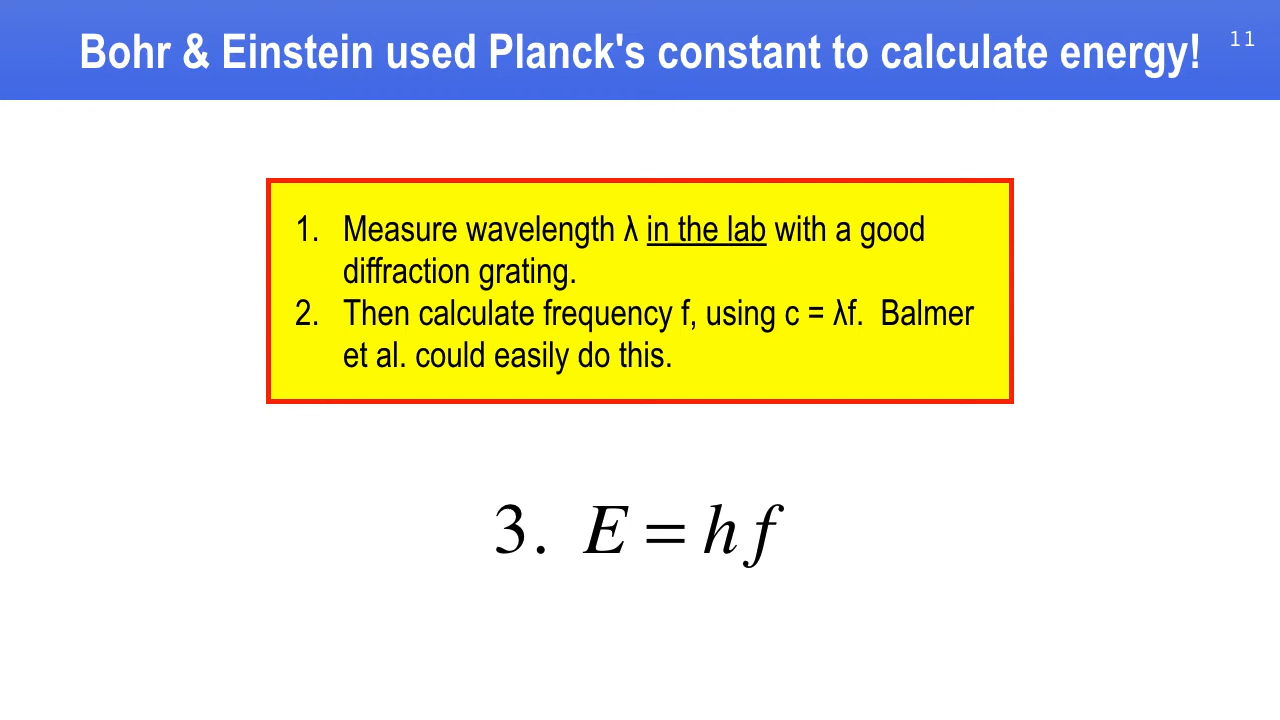 Bohr & Einstein used Planck's constant to calculate energy!
11
1. Measure wavelength λ in the lab with a good
diffraction grating.
2. Then calculate frequency f, using c = λf.  Balmer
et al. could easily do this.
3. E = h f